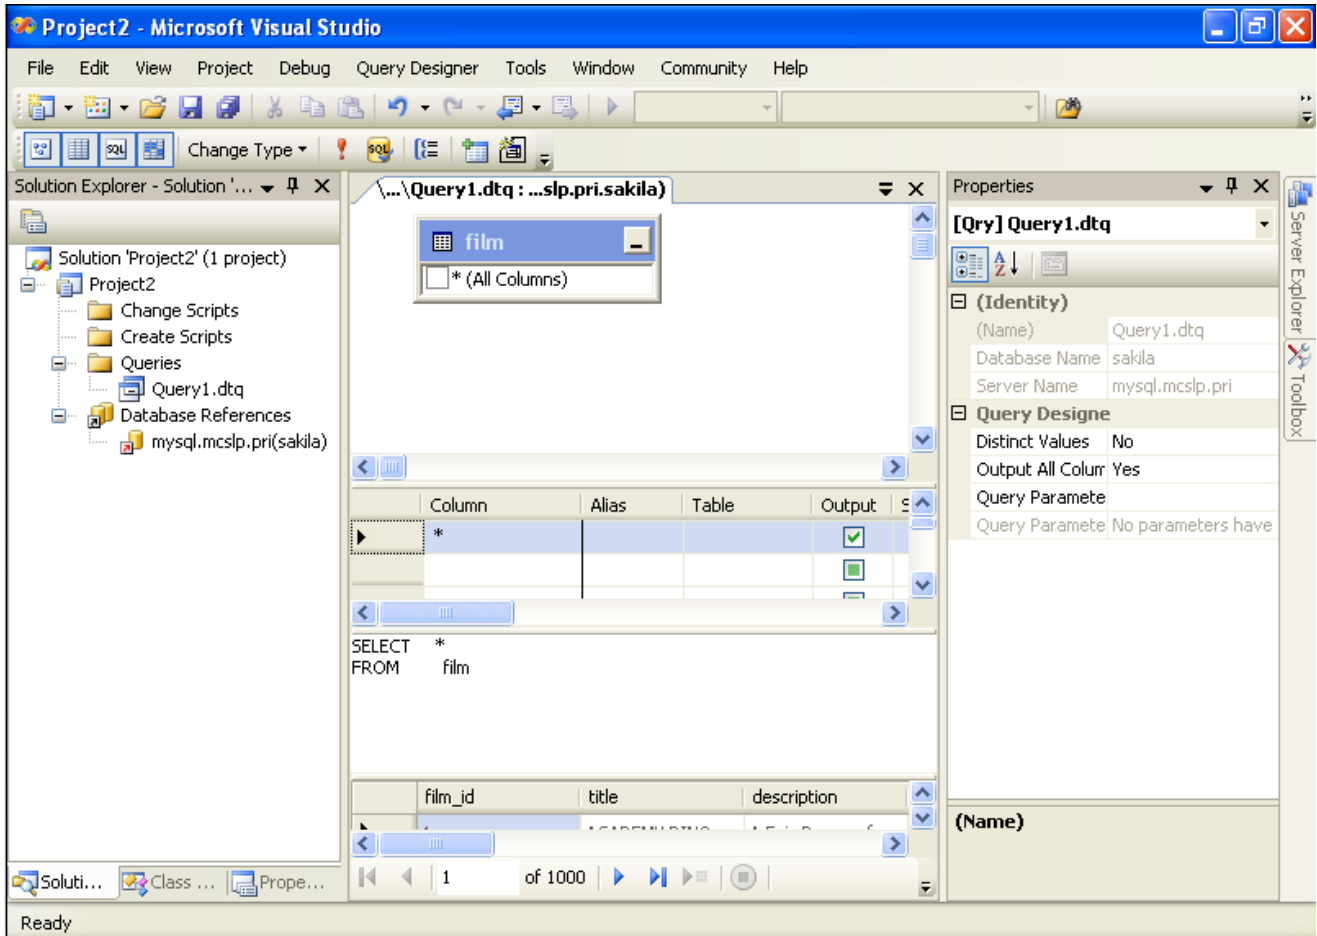 Project2 - Microsoft Visual Studio
File Edit View Project Debug Query Designer Tools Window Community Help
SQL Change Type SQL
Solution Explorer - Solution '...
Solution 'Project2' (1 project)
Project2
Change Scripts
Create Scripts
Queries
Query1.dtq
Database References
mysql.mcslp.pri(sakila)
Soluti...
Class ...
Prope...
\...\Query1.dtq : ...slp.pri.sakila)
film
* (All Columns)
Column Alias Table Output
*
SELECT *
FROM film
film_id title description
1 of 1000
Properties
[Qry] Query1.dtq
(Identity)
(Name) Query1.dtq
Database Name sakila
Server Name mysql.mcslp.pri
Query Designe
Distinct Values No
Output All Colum Yes
Query Paramete
Query Paramete No parameters have
(Name)
Server Explorer
Toolbox
Ready